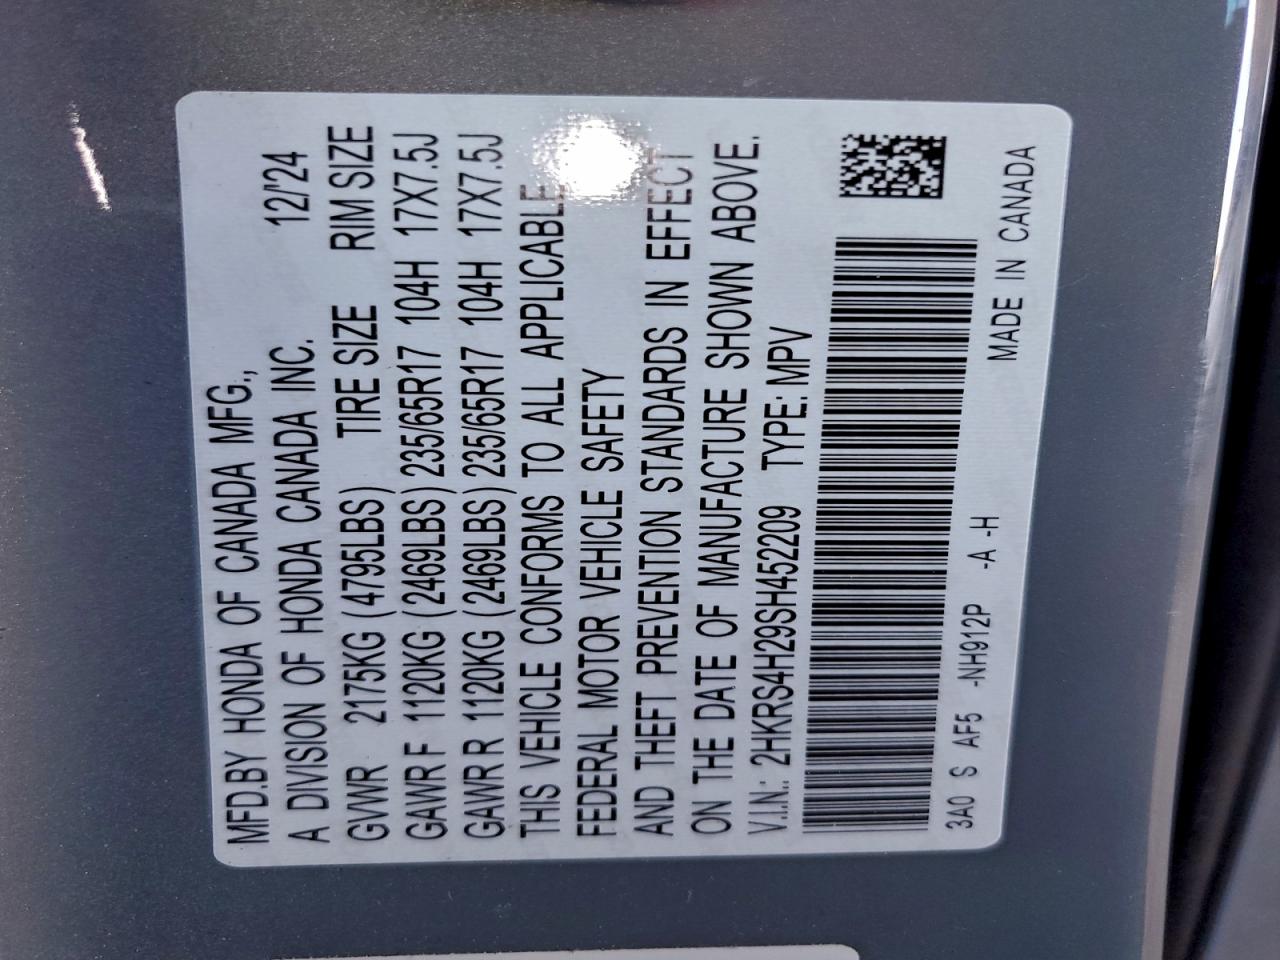 MFD.BY HONDA OF CANADA MFG.,
A DIVISION OF HONDA CANADA INC. 12/'24
GVWR 2175KG (4795LBS) TIRE SIZE RIM SIZE
GAWR F 1120KG (2469LBS) 235/65R17 104H 17X7.5J
GAWR R 1120KG (2469LBS) 235/65R17 104H 17X7.5J
THIS VEHICLE CONFORMS TO ALL APPLICABLE
FEDERAL MOTOR VEHICLE SAFETY
AND THEFT PREVENTION STANDARDS IN EFFECT
ON THE DATE OF MANUFACTURE SHOWN ABOVE.
V.I.N.: 2HKRS4H29SH452209 TYPE: MPV
3A0 S AF5 -NH912P -A -H MADE IN CANADA